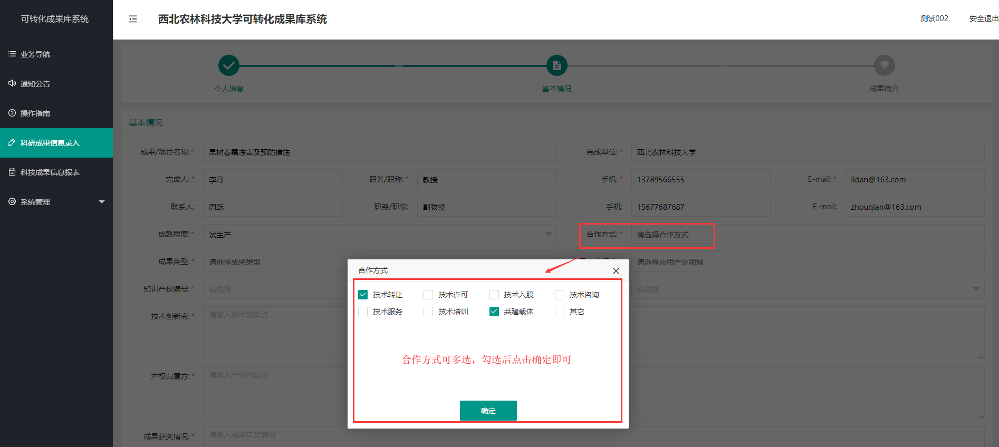 可转化成果库系统
西北农林科技大学可转化成果库系统
测试002
安全退出
业务导航
通知公告
操作指南
科研成果信息录入
科技成果信息报表
系统管理
个人信息
基本情况
成果简介
基本情况
成果/项目名称:* 果树春霜冻害及预防措施 完成单位:* 西北农林科技大学
完成人:* 李丹 职务/职称:* 教授 手机:* 13789566555 E-mail:* lidan@163.com
联系人: 周乾 职务/职称: 副教授 手机: 15677687687 E-mail: zhouqian@163.com
成熟程度:* 试生产 合作方式:* 请选择合作方式
成果类型:* 请选择成果类型 请选择应用产业领域
知识产权编号:* 请选择 请选择
技术创新点:* 请输入技术创新点
产权归属方:* 请输入产权归属方
成果获奖情况:* 请输入成果获奖情况
合作方式
技术转让 技术许可 技术入股 技术咨询
技术服务 技术培训 共建载体 其它
合作方式可多选，勾选后点击确定即可
确定